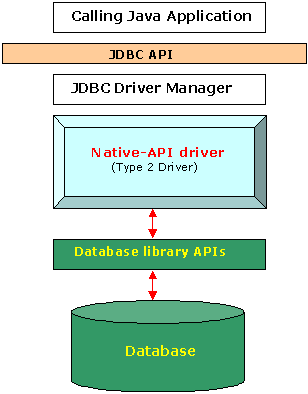 Calling Java Application
JDBC API
JDBC Driver Manager
Native-API driver
(Type 2 Driver)
Database library APIs
Database